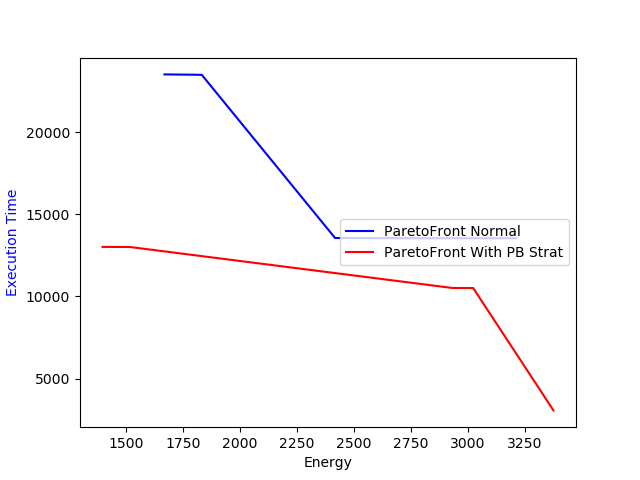 20000
15000
10000
5000
Execution Time
ParetoFront Normal
ParetoFront With PB Strat
1500 1750 2000 2250 2500 2750 3000 3250
Energy